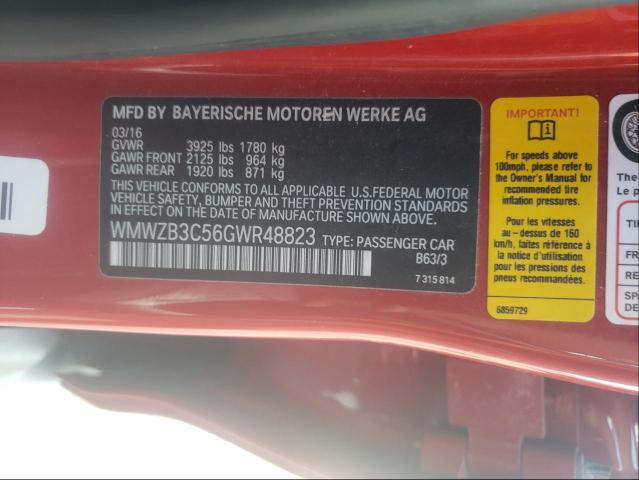 MFD BY BAYERISCHE MOTOREN WERKE AG
03/16
GVWR 3925 lbs 1780 kg
GAWR FRONT 2125 lbs 964 kg
GAWR REAR 1920 lbs 871 kg
THIS VEHICLE CONFORMS TO ALL APPLICABLE U.S.FEDERAL MOTOR
VEHICLE SAFETY, BUMPER, AND THEFT PREVENTION STANDARDS
IN EFFECT ON THE DATE OF MANUFACTURE SHOWN ABOVE.
WMWZB3C56GWR48823 TYPE: PASSENGER CAR
B63/3
7 315 814
IMPORTANT!
For speeds above
100mph, please refer to
the Owner's Manual for
recommended tire
inflation pressures.
Pour les vitesses
au - dessus de 160
km/h, faites référence à
la notice d'utilisation
pour les pressions des
pneus recommandées.
6859729
The
Le p
TI
FR
RE
SP
DE